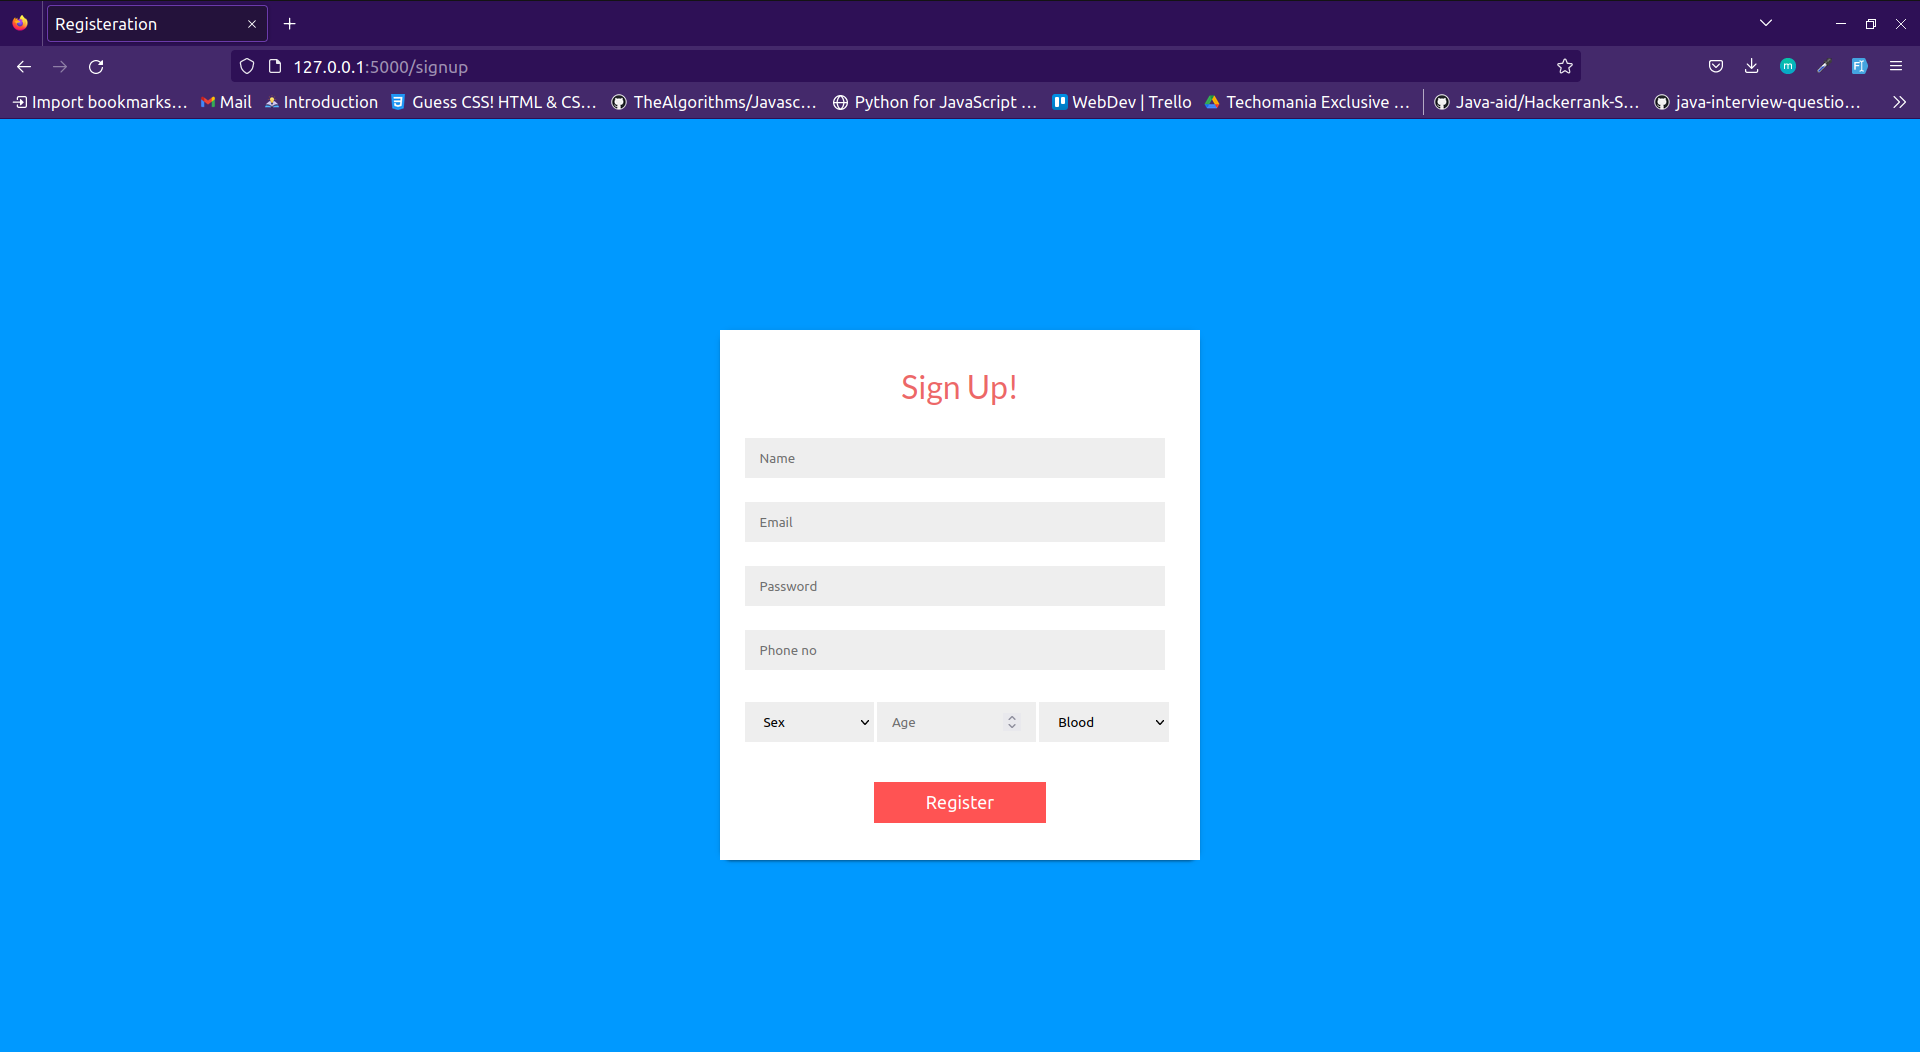 Registeration
127.0.0.1:5000/signup
Import bookmarks... Mail Introduction Guess CSS! HTML & CS... TheAlgorithms/Javasc... Python for JavaScript ... WebDev | Trello Techomania Exclusive ... Java-aid/Hackerrank-S... java-interview-questio...
Sign Up!
Name
Email
Password
Phone no
Sex Age Blood
Register